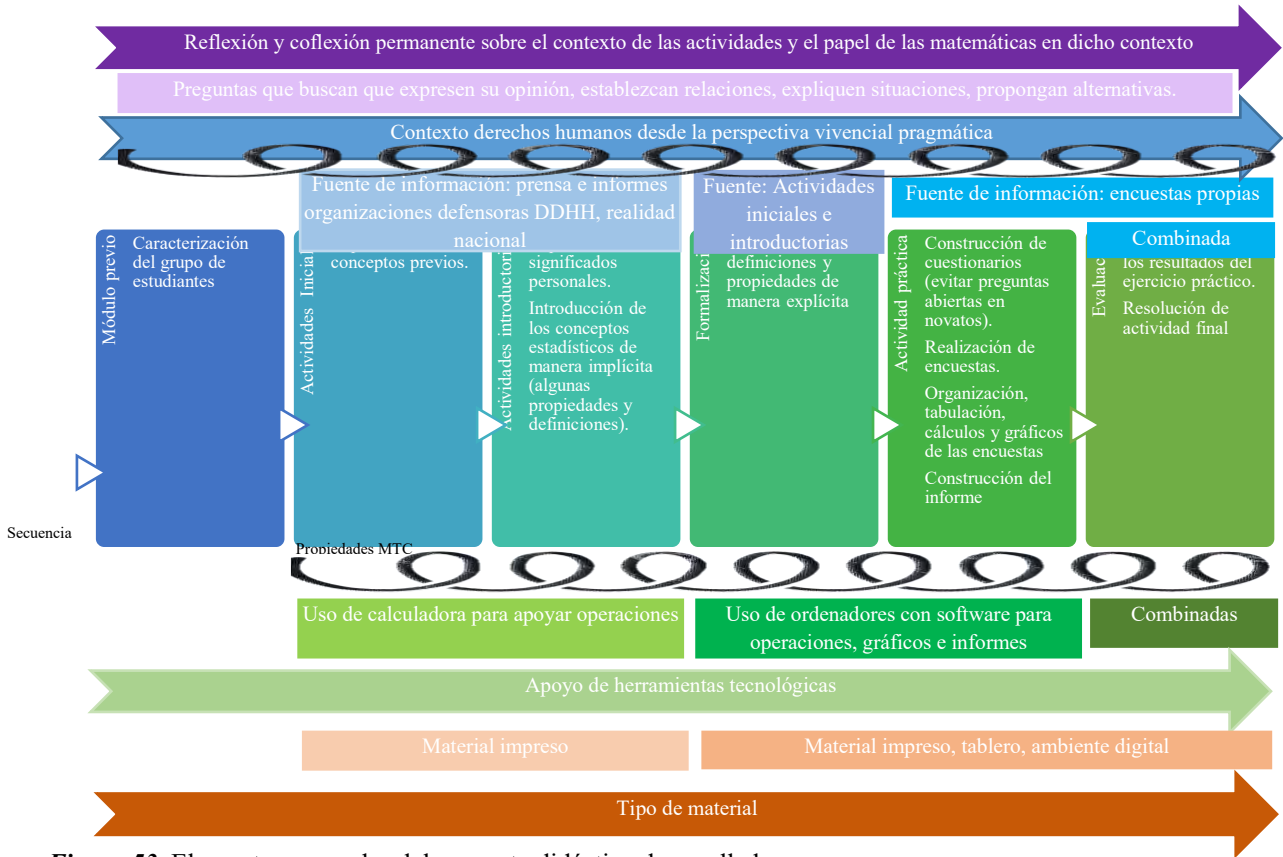 Reflexión y coflexión permanente sobre el contexto de las actividades y el papel de las matemáticas en dicho contexto
Preguntas que buscan que expresen su opinión, establezcan relaciones, expliquen situaciones, propongan alternativas.
Contexto derechos humanos desde la perspectiva vivencial pragmática
Fuente de información: prensa e informes
organizaciones defensoras DDHH, realidad
nacional
Fuente: Actividades
iniciales e
introductorias
Fuente de información: encuestas propias
Combinada
Módulo previo
Caracterización
del grupo de
estudiantes
Actividades
conceptos previos.
Actividades
significados
personales.
Introducción de
los conceptos
estadísticos de
manera implícita
(algunas
propiedades y
definiciones).
definiciones y
propiedades de
manera explícita
Actividad práctica
Construcción de
cuestionarios
(evitar preguntas
abiertas en
novatos).
Realización de
encuestas.
Organización,
tabulación,
cálculos y gráficos
de las encuestas
Construcción del
informe
los resultados del
ejercicio práctico.
Resolución de
actividad final
Secuencia
Propiedades MTC
Uso de calculadora para apoyar operaciones
Uso de ordenadores con software para
operaciones, gráficos e informes
Combinadas
Apoyo de herramientas tecnológicas
Material impreso
Material impreso, tablero, ambiente digital
Tipo de material